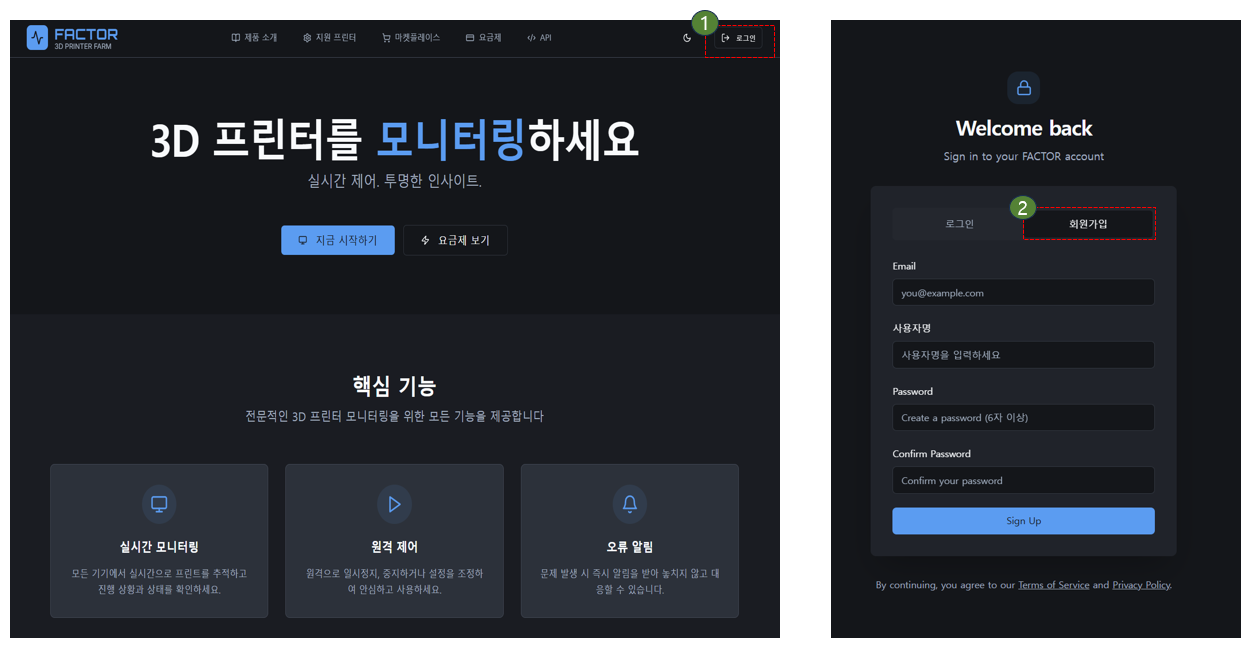 FACTOR
3D PRINTER FARM
제품 소개
지원 프린터
마켓플레이스
요금제
API
1
로그인
3D 프린터를 모니터링하세요
실시간 제어. 투명한 인사이트.
지금 시작하기
요금제 보기
핵심 기능
전문적인 3D 프린터 모니터링을 위한 모든 기능을 제공합니다
실시간 모니터링
모든 기기에서 실시간으로 프린트를 추적하고
진행 상황과 상태를 확인하세요.
원격 제어
원격으로 일시정지, 중지하거나 설정을 조정하
여 안심하고 사용하세요.
오류 알림
문제 발생 시 즉시 알림을 받아 놓치지 않고 대
응할 수 있습니다.
Welcome back
Sign in to your FACTOR account
로그인
2
회원가입
Email
you@example.com
사용자명
사용자명을 입력하세요
Password
Create a password (6자 이상)
Confirm Password
Confirm your password
Sign Up
By continuing, you agree to our Terms of Service and Privacy Policy.